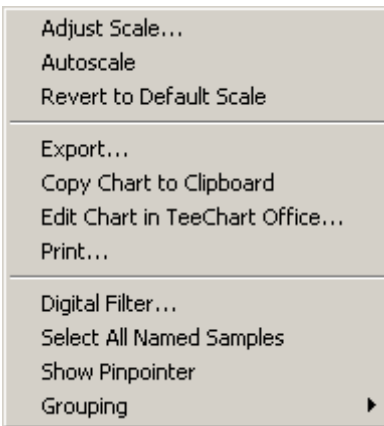 Adjust Scale...
Autoscale
Revert to Default Scale
Export...
Copy Chart to Clipboard
Edit Chart in TeeChart Office...
Print...
Digital Filter...
Select All Named Samples
Show Pinpointer
Grouping